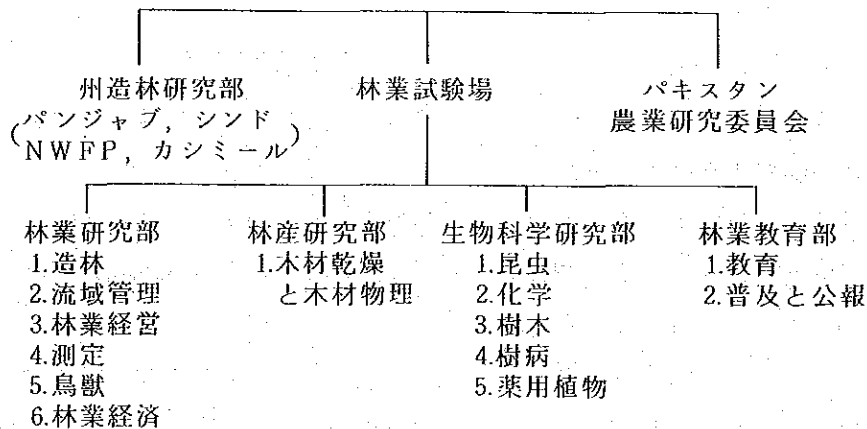 州造林研究部
(パンジャブ, シンド
NWFP, カシミール)
林業試験場
パキスタン
農業研究委員会
林業研究部
1.造林
2.流域管理
3.林業経営
4.測定
5.鳥獣
6.林業経済
林産研究部
1.木材乾燥
と木材物理
生物科学研究部
1.昆虫
2.化学
3.樹木
4.樹病
5.薬用植物
林業教育部
1.教育
2.普及と公報